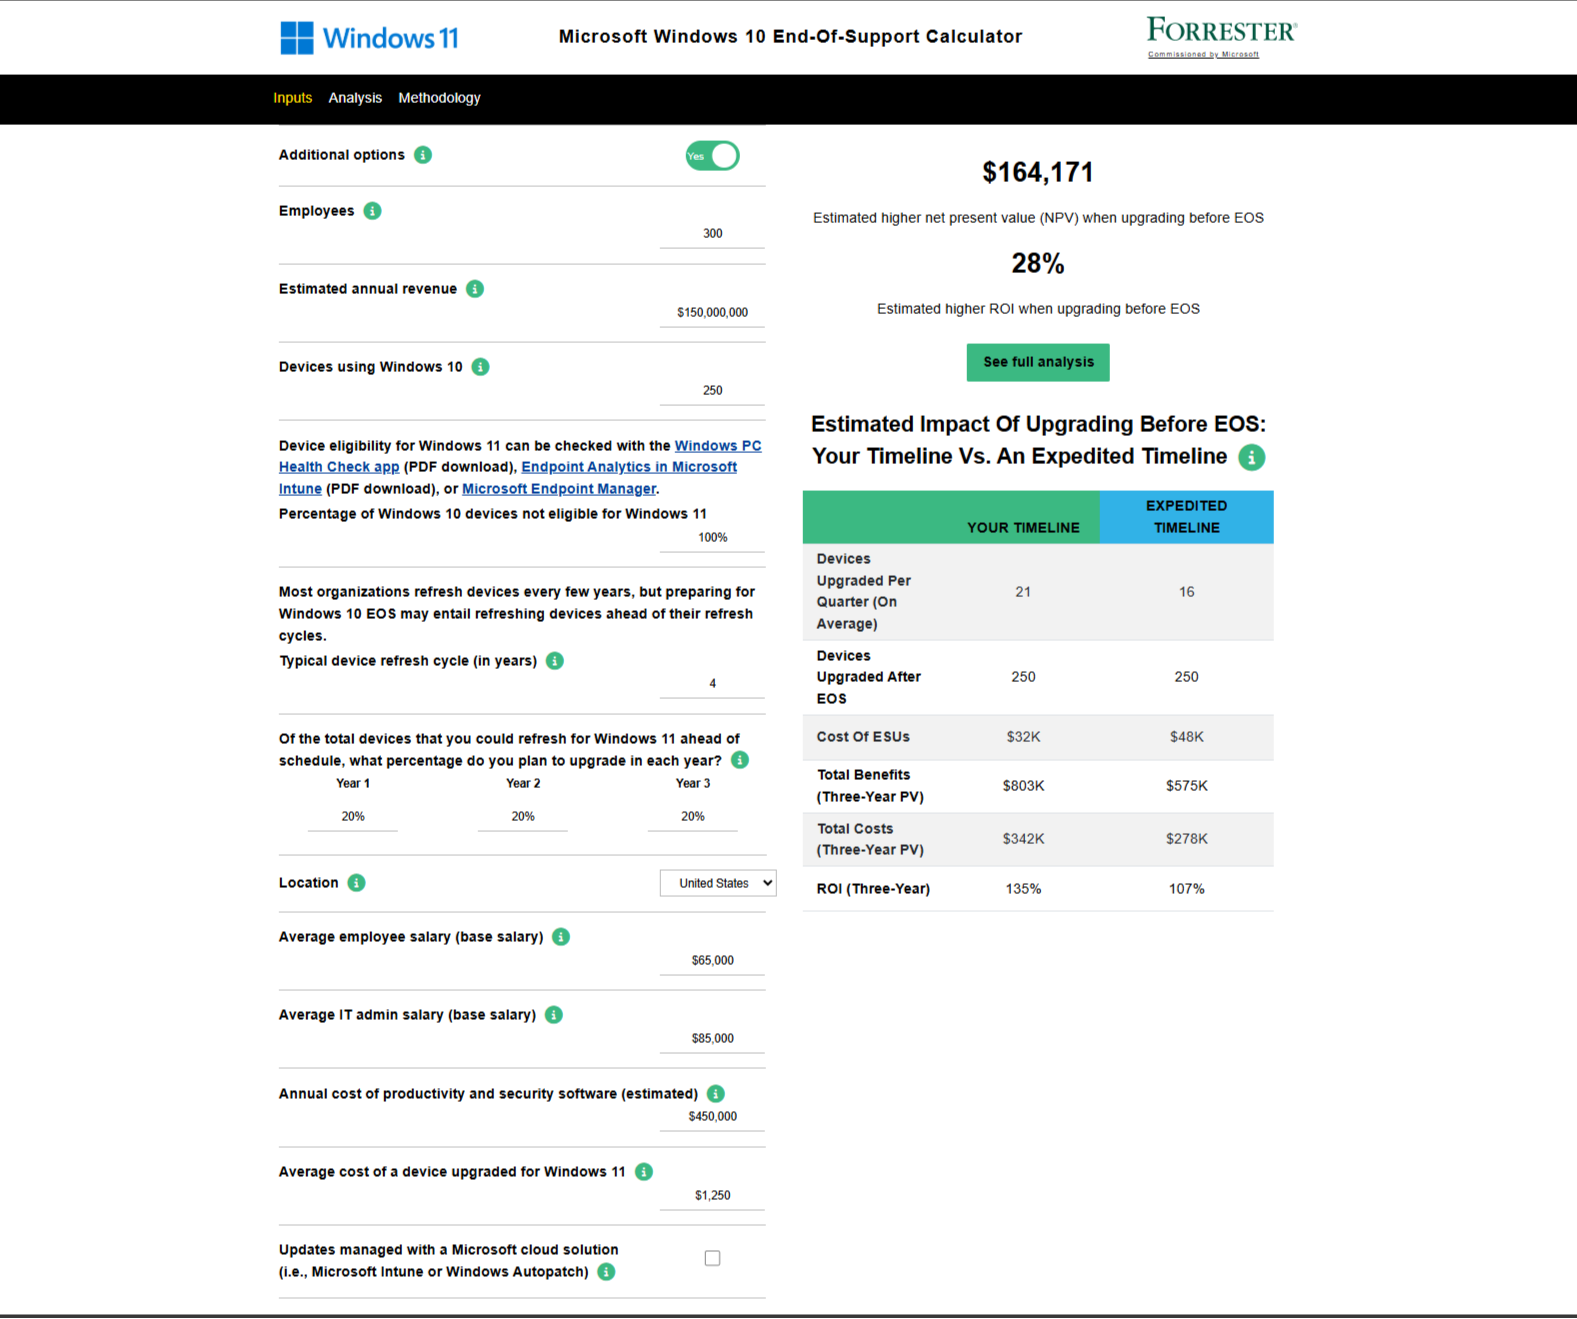 Windows 11
Microsoft Windows 10 End-Of-Support Calculator
FORRESTER®
Commissioned by Microsoft
Inputs Analysis Methodology
Additional options
Yes
Employees
300
Estimated annual revenue
$150,000,000
Devices using Windows 10
250
Device eligibility for Windows 11 can be checked with the Windows PC
Health Check app (PDF download), Endpoint Analytics in Microsoft
Intune (PDF download), or Microsoft Endpoint Manager.
Percentage of Windows 10 devices not eligible for Windows 11
100%
Most organizations refresh devices every few years, but preparing for
Windows 10 EOS may entail refreshing devices ahead of their refresh
cycles.
Typical device refresh cycle (in years)
4
Of the total devices that you could refresh for Windows 11 ahead of
schedule, what percentage do you plan to upgrade in each year?
Year 1 Year 2 Year 3
20% 20% 20%
Location
United States
Average employee salary (base salary)
$65,000
Average IT admin salary (base salary)
$85,000
Annual cost of productivity and security software (estimated)
$450,000
Average cost of a device upgraded for Windows 11
$1,250
Updates managed with a Microsoft cloud solution
(i.e., Microsoft Intune or Windows Autopatch)
$164,171
Estimated higher net present value (NPV) when upgrading before EOS
28%
Estimated higher ROI when upgrading before EOS
See full analysis
Estimated Impact Of Upgrading Before EOS:
Your Timeline Vs. An Expedited Timeline
YOUR TIMELINE
EXPEDITED
TIMELINE
Devices
Upgraded Per
Quarter (On
Average)
21 16
Devices
Upgraded After
EOS
250 250
Cost Of ESUs $32K $48K
Total Benefits
(Three-Year PV)
$803K $575K
Total Costs
(Three-Year PV)
$342K $278K
ROI (Three-Year) 135% 107%